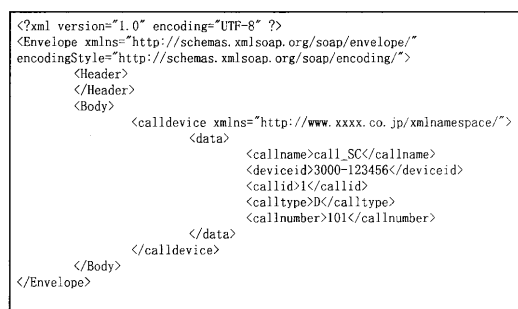 <?xml version="1.0" encoding="UTF-8" ?>
<Envelope xmlns="http://schemas.xmlsoap.org/soap/envelope/"
encodingStyle="http://schemas.xmlsoap.org/soap/encoding/">
<Header>
</Header>
<Body>
<calldevice xmlns="http://www.xxxx.co.jp/xmlnamespace/">
<data>
<callname>call_SC</callname>
<deviceid>3000-123456</deviceid>
<callid>1</callid>
<calltype>D</calltype>
<callnumber>101</callnumber>
</data>
</calldevice>
</Body>
</Envelope>